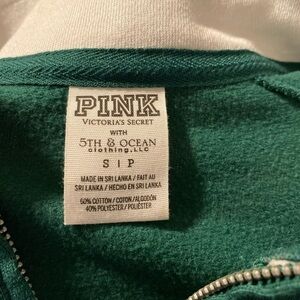 PINK
VICTORIA'S SECRET
WITH
5TH & OCEAN
clothing, LLC
S | P
MADE IN SRI LANKA / FAIT AU
SRI LANKA / HECHO EN SRI LANKA
60% COTTON / COTON / ALGODÓN
40% POLYESTER / POLIÉSTER